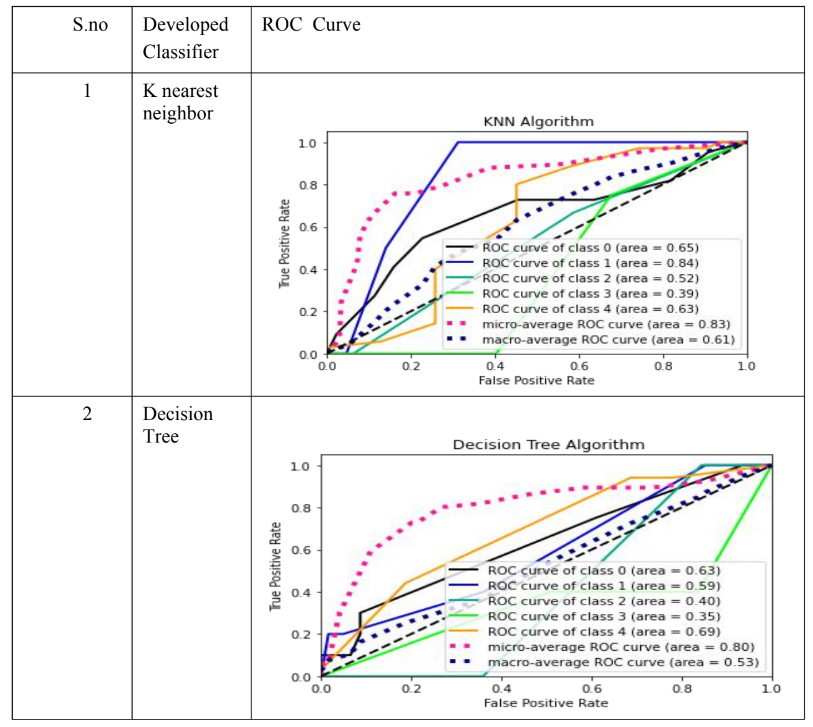 S.no
Developed
Classifier
ROC Curve
1
K nearest
neighbor
KNN Algorithm
True Positive Rate
1.0
0.8
0.6
0.4
0.2
0.0
ROC curve of class 0 (area = 0.65)
ROC curve of class 1 (area = 0.84)
ROC curve of class 2 (area = 0.52)
ROC curve of class 3 (area = 0.39)
ROC curve of class 4 (area = 0.63)
micro-average ROC curve (area = 0.83)
macro-average ROC curve (area = 0.61)
0.0 0.2 0.4 0.6 0.8 1.0
False Positive Rate
2
Decision
Tree
Decision Tree Algorithm
True Positive Rate
1.0
0.8
0.6
0.4
0.2
0.0
ROC curve of class 0 (area = 0.63)
ROC curve of class 1 (area = 0.59)
ROC curve of class 2 (area = 0.40)
ROC curve of class 3 (area = 0.35)
ROC curve of class 4 (area = 0.69)
micro-average ROC curve (area = 0.80)
macro-average ROC curve (area = 0.53)
0.0 0.2 0.4 0.6 0.8 1.0
False Positive Rate